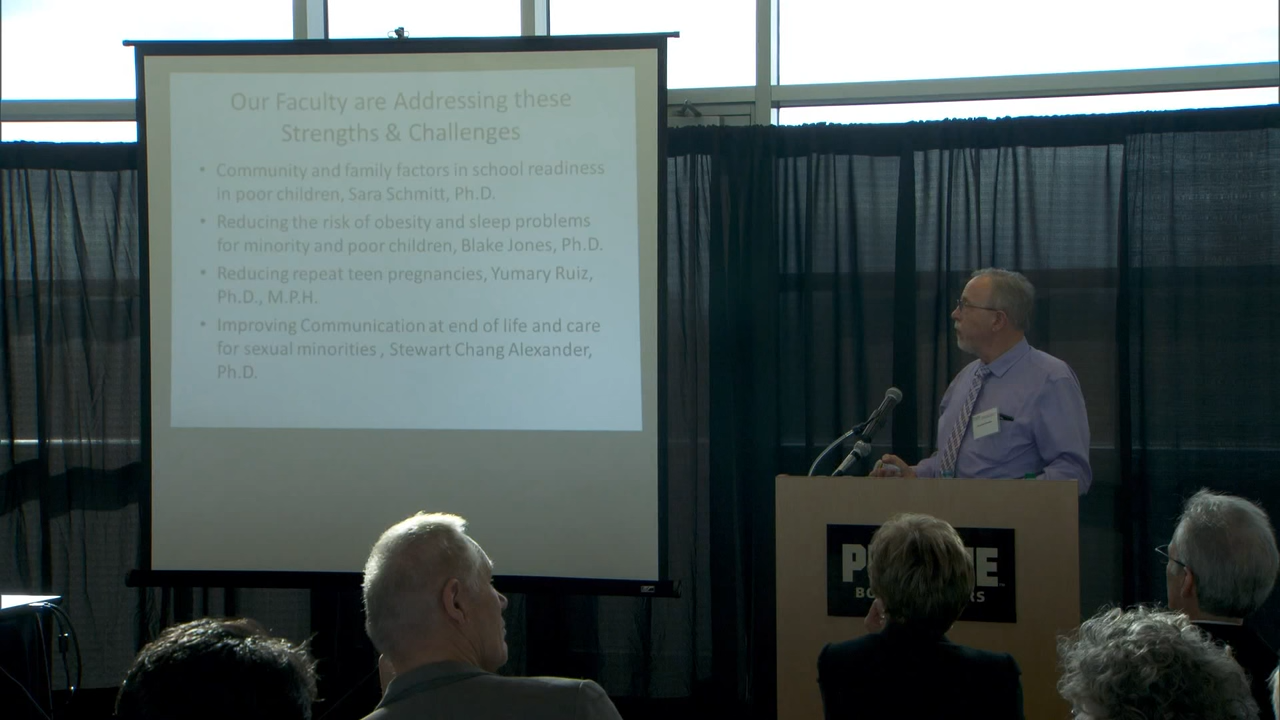 Our Faculty are Addressing these
Strengths & Challenges
• Community and family factors in school readiness
in poor children, Sara Schmitt, Ph.D.
• Reducing the risk of obesity and sleep problems
for minority and poor children, Blake Jones, Ph.D.
• Reducing repeat teen pregnancies, Yumary Ruiz,
Ph.D., M.P.H.
• Improving Communication at end of life and care
for sexual minorities , Stewart Chang Alexander,
Ph.D.